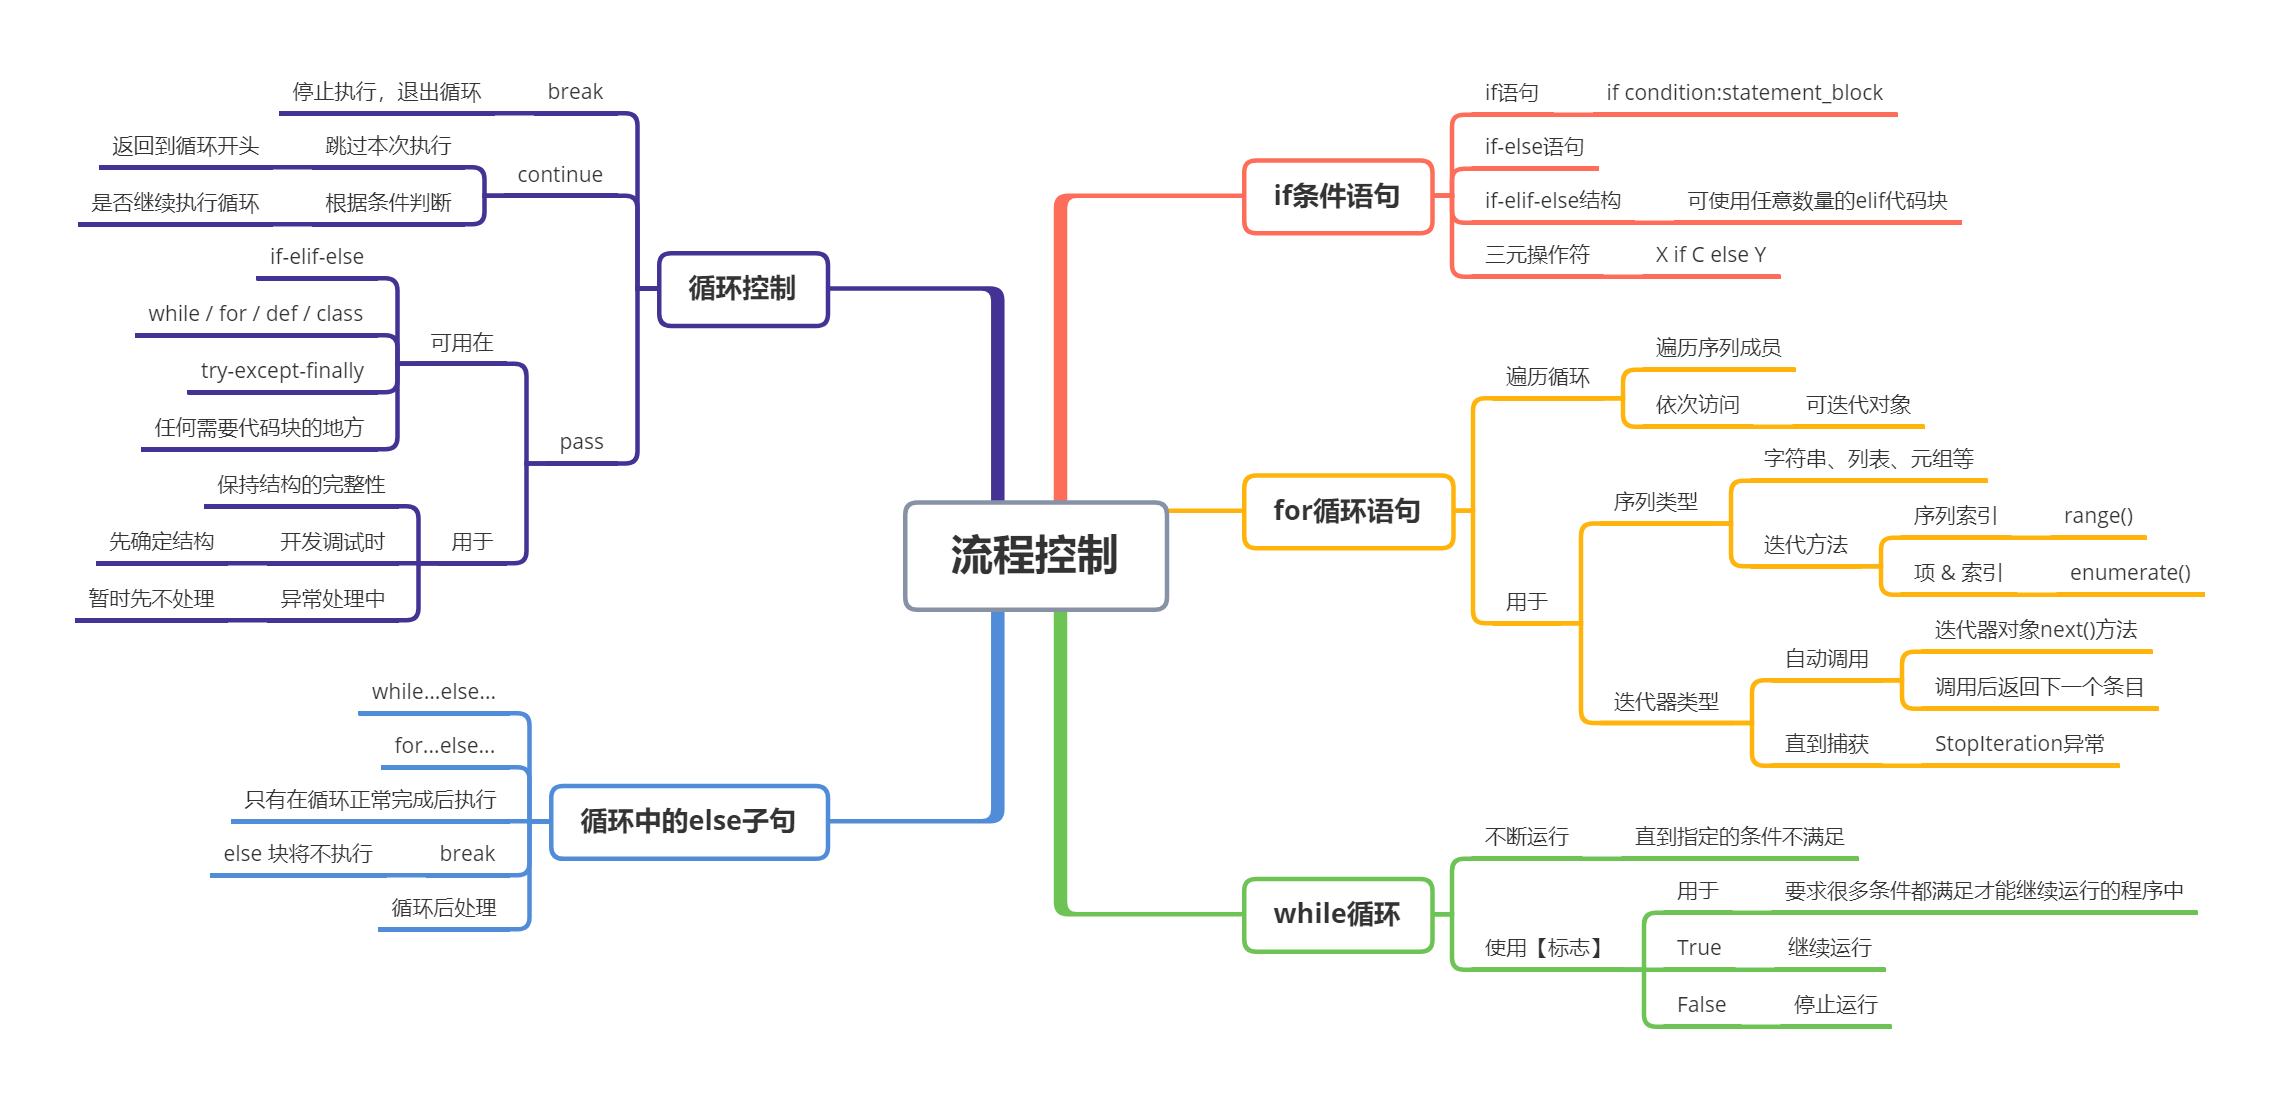 流程控制
if条件语句
if语句
if condition:statement_block
if-else语句
if-elif-else结构
可使用任意数量的elif代码块
三元操作符
X if C else Y
for循环语句
遍历循环
遍历序列成员
依次访问
可迭代对象
用于
序列类型
字符串、列表、元组等
迭代方法
序列索引
range()
项 & 索引
enumerate()
迭代器类型
自动调用
迭代器对象next()方法
调用后返回下一个条目
直到捕获
StopIteration异常
while循环
不断运行
直到指定的条件不满足
使用【标志】
用于
要求很多条件都满足才能继续运行的程序中
True
继续运行
False
停止运行
循环控制
break
停止执行，退出循环
continue
跳过本次执行
返回到循环开头
根据条件判断
是否继续执行循环
pass
可用在
if-elif-else
while / for / def / class
try-except-finally
任何需要代码块的地方
用于
保持结构的完整性
开发调试时
先确定结构
异常处理中
暂时先不处理
循环中的else子句
while...else...
for...else...
只有在循环正常完成后执行
break
else 块将不执行
循环后处理